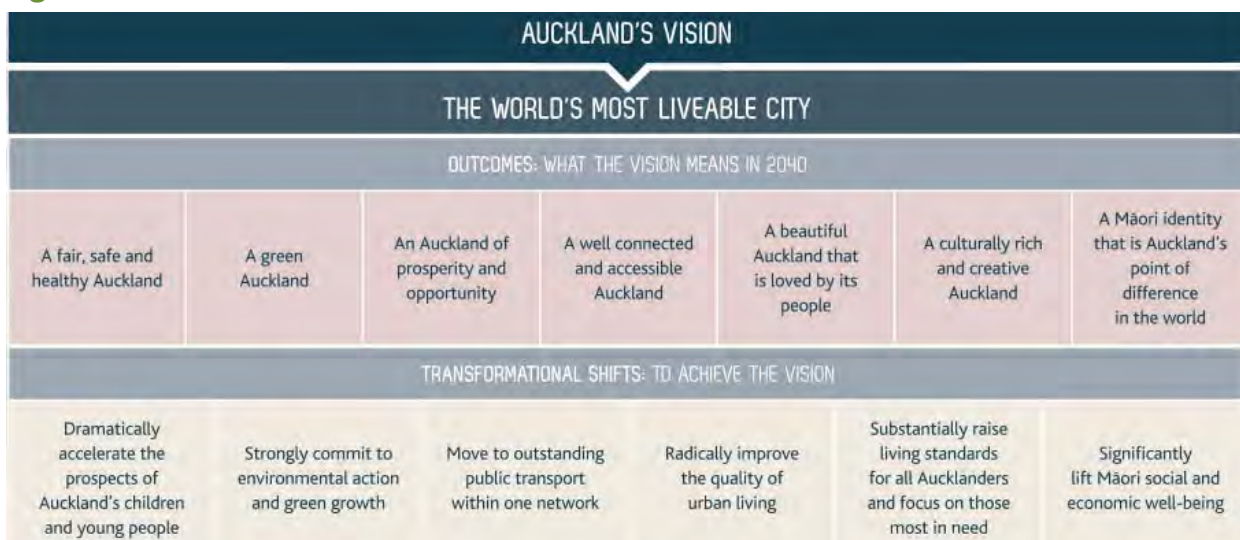 AUCKLAND'S VISION
THE WORLD'S MOST LIVEABLE CITY
OUTCOMES: WHAT THE VISION MEANS IN 2040
A fair, safe and
healthy Auckland
A green
Auckland
An Auckland of
prosperity and
opportunity
A well connected
and accessible
Auckland
A beautiful
Auckland that
is loved by its
people
A culturally rich
and creative
Auckland
A Māori identity
that is Auckland's
point of
difference
in the world
TRANSFORMATIONAL SHIFTS: TO ACHIEVE THE VISION
Dramatically
accelerate the
prospects of
Auckland's children
and young people
Strongly commit to
environmental action
and green growth
Move to outstanding
public transport
within one network
Radically improve
the quality of
urban living
Substantially raise
living standards
for all Aucklanders
and focus on those
most in need
Significantly
lift Māori social and
economic well-being